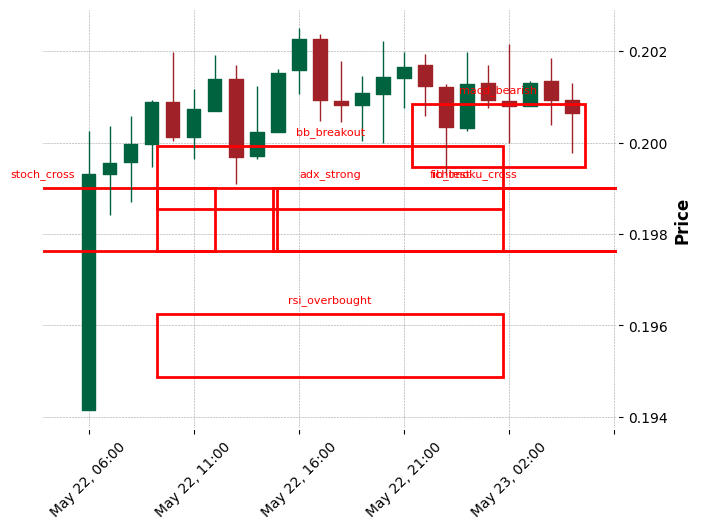 0.202
macd_bearish
0.200
bb_breakout
stoch_cross
adx_strong
ichimoku_cross
0.198
Price
rsi_overbought
0.196
0.194
May 22, 06:00
May 22, 11:00
May 22, 16:00
May 22, 21:00
May 23, 02:00